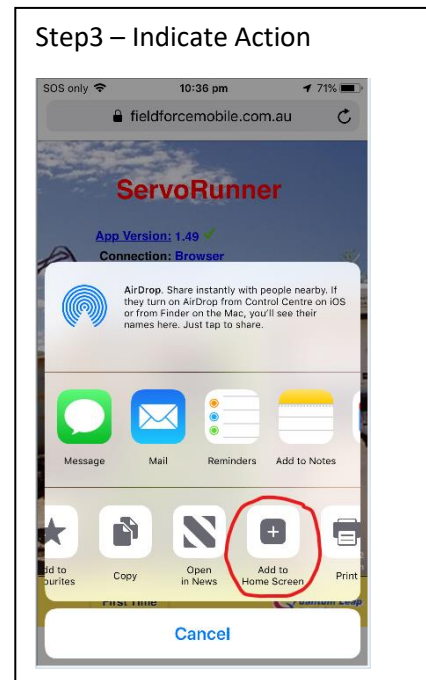 Step3 – Indicate Action
SOS only 10:36 pm 71%
fieldforcemobile.com.au
ServoRunner
App Version: 1.49
Connection: Browser
AirDrop. Share instantly with people nearby. If
they turn on AirDrop from Control Centre on iOS
or from Finder on the Mac, you'll see their
names here. Just tap to share.
Message Mail Reminders Add to Notes
dd to
ourites
Copy
Open
in News
Add to
Home Screen
Print
First Time
Quantum Leap
Cancel